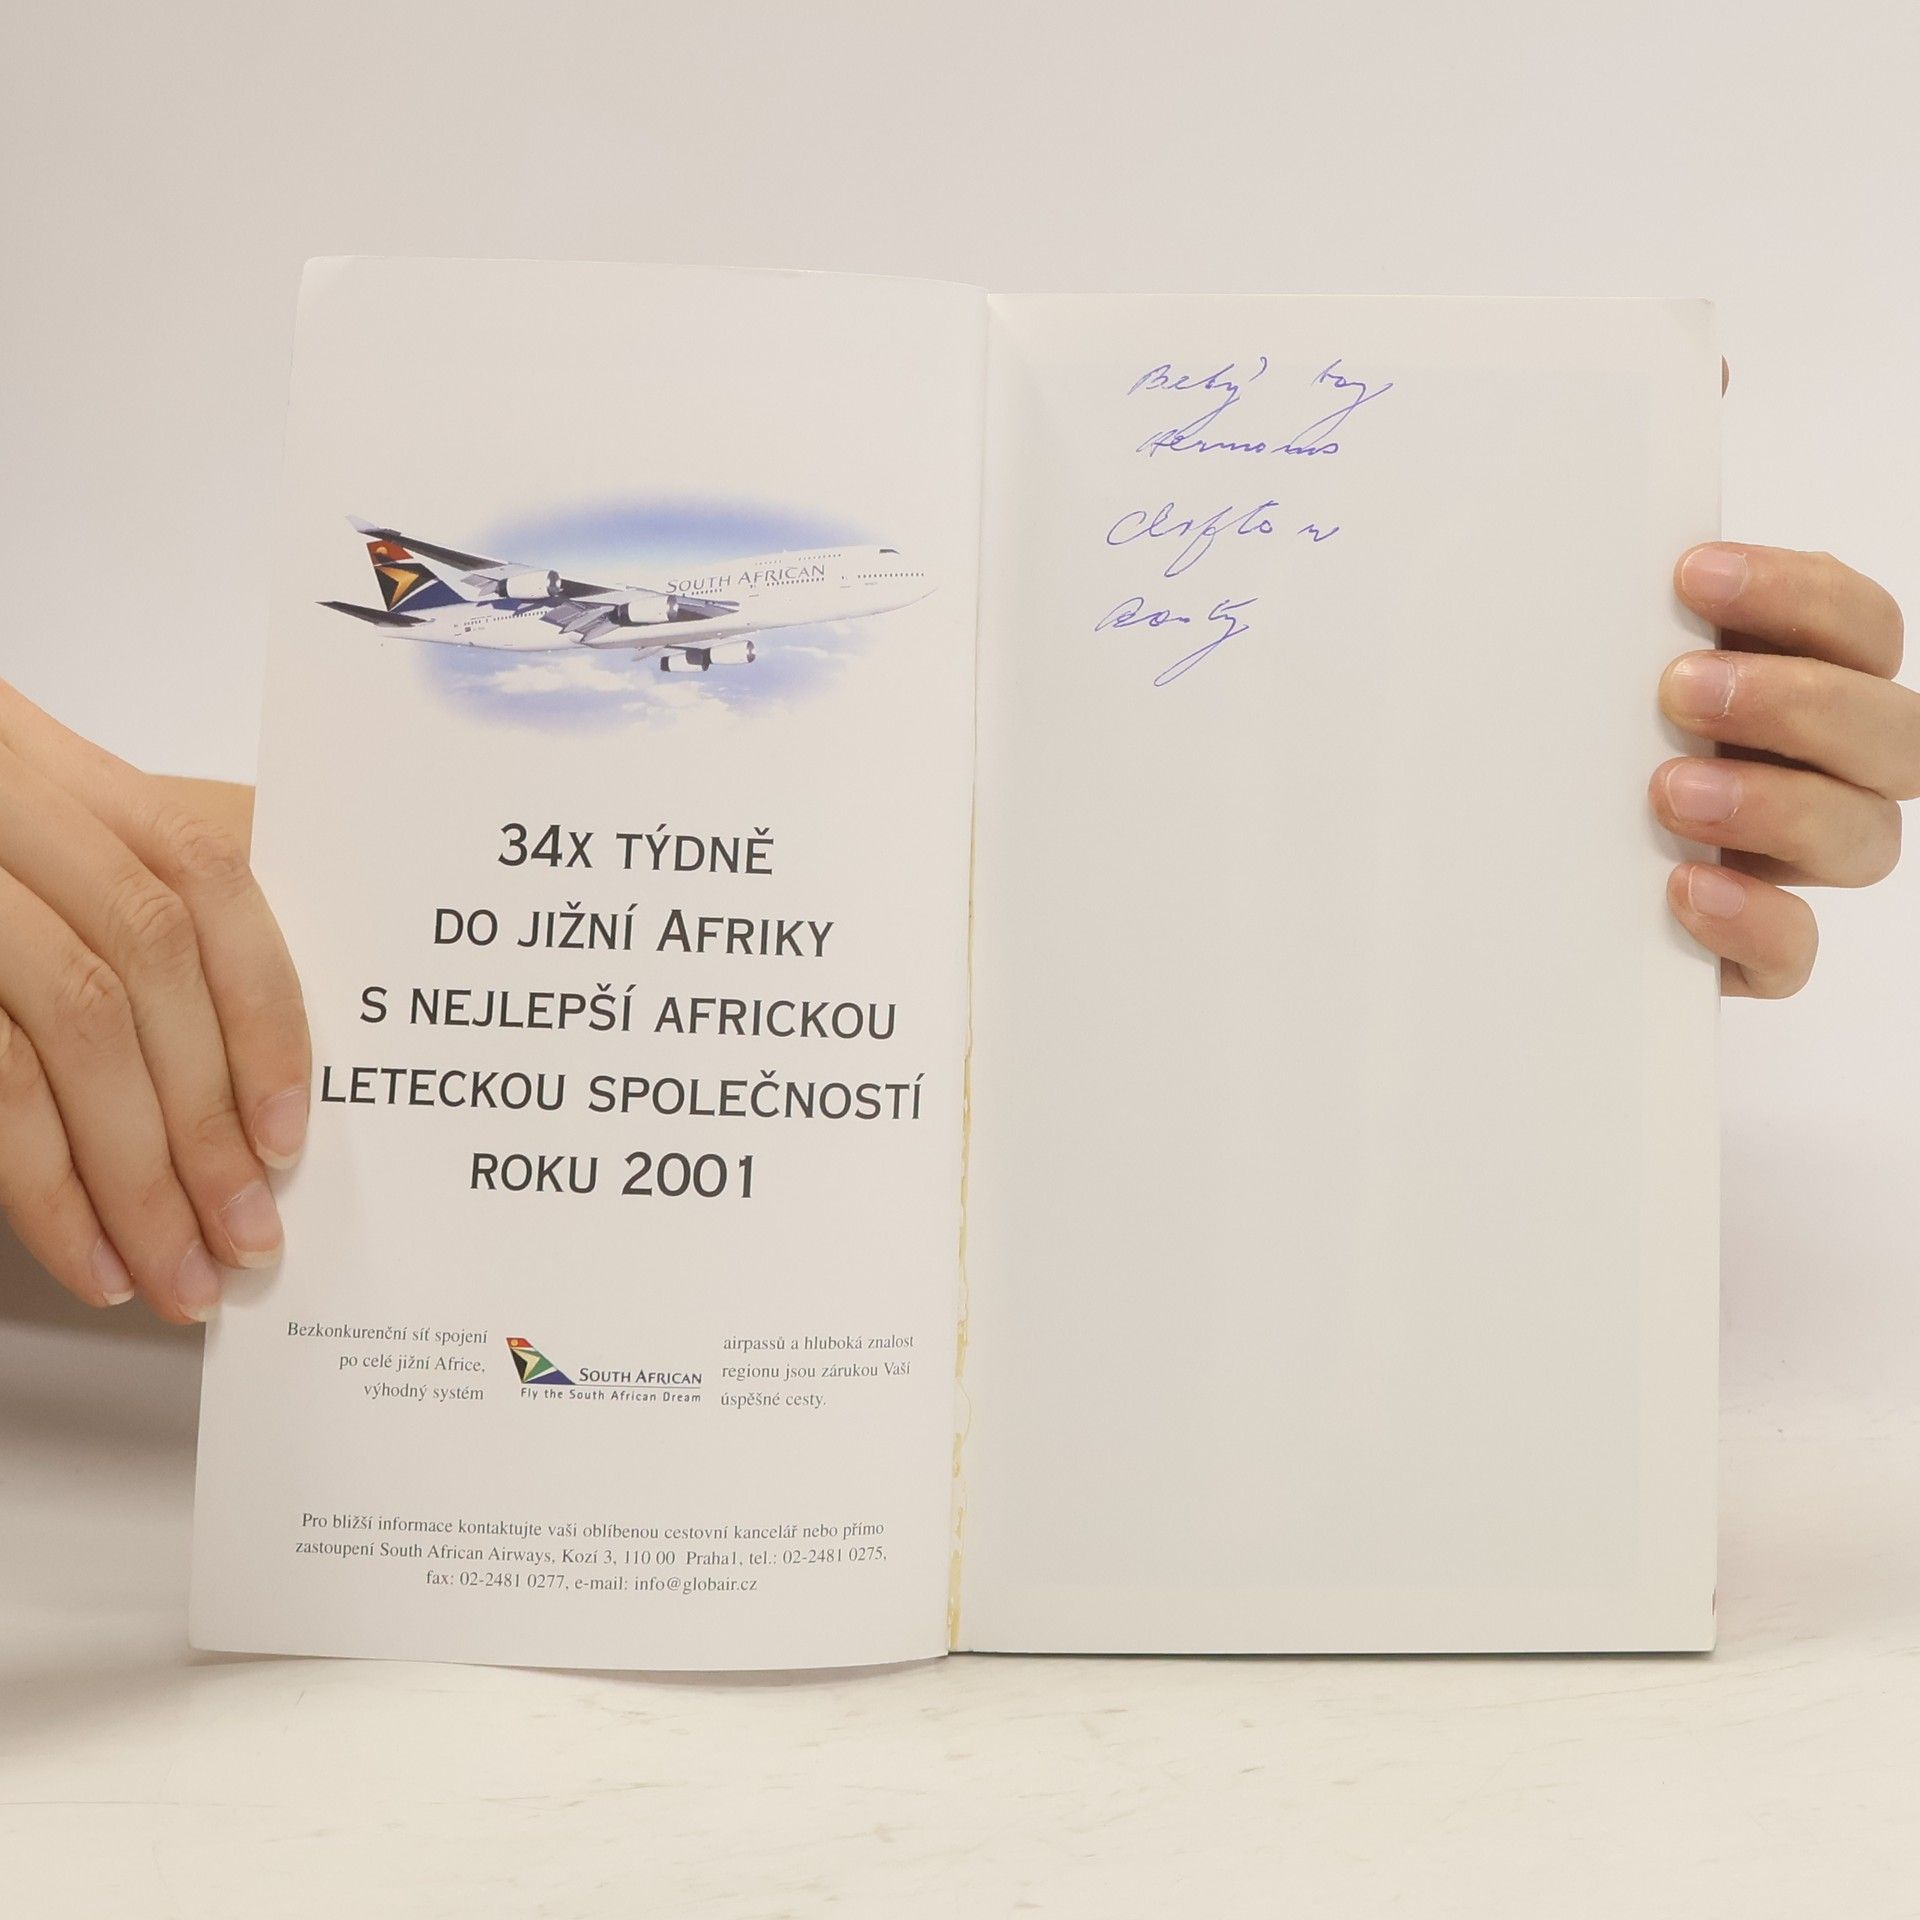 SOUTH AFRICAN
34X TÝDNĚ
DO JIŽNÍ AFRIKY
S NEJLEPŠÍ AFRICKOU
LETECKOU SPOLEČNOSTÍ
ROKU 2001
Bezkonkurenční síť spojení
po celé jižní Africe,
výhodný systém
SOUTH AFRICAN
Fly the South African Dream
airpassů a hluboká znalost
regionu jsou zárukou Vaší
úspěšné cesty.
Pro bližší informace kontaktujte vaši oblíbenou cestovní kancelář nebo přímo
zastoupení South African Airways, Kozí 3, 110 00 Praha1, tel.: 02-2481 0275,
fax: 02-2481 0277, e-mail: info@globair.cz
Hermanus